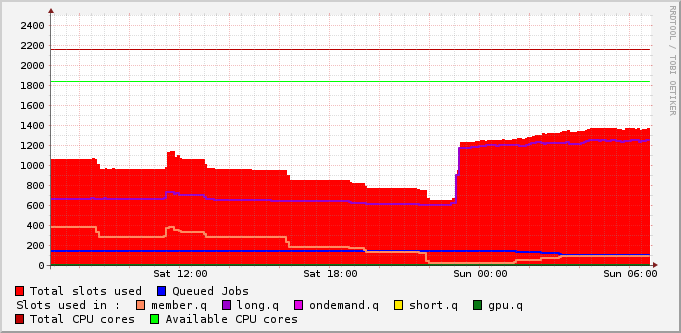 RRDTOOL / TOBI OETIKER
2400
2200
2000
1800
1600
1400
1200
1000
800
600
400
200
0
Sat 12:00 Sat 18:00 Sun 00:00 Sun 06:00
Total slots used Queued Jobs
Slots used in : member.q long.q ondemand.q short.q gpu.q
Total CPU cores Available CPU cores